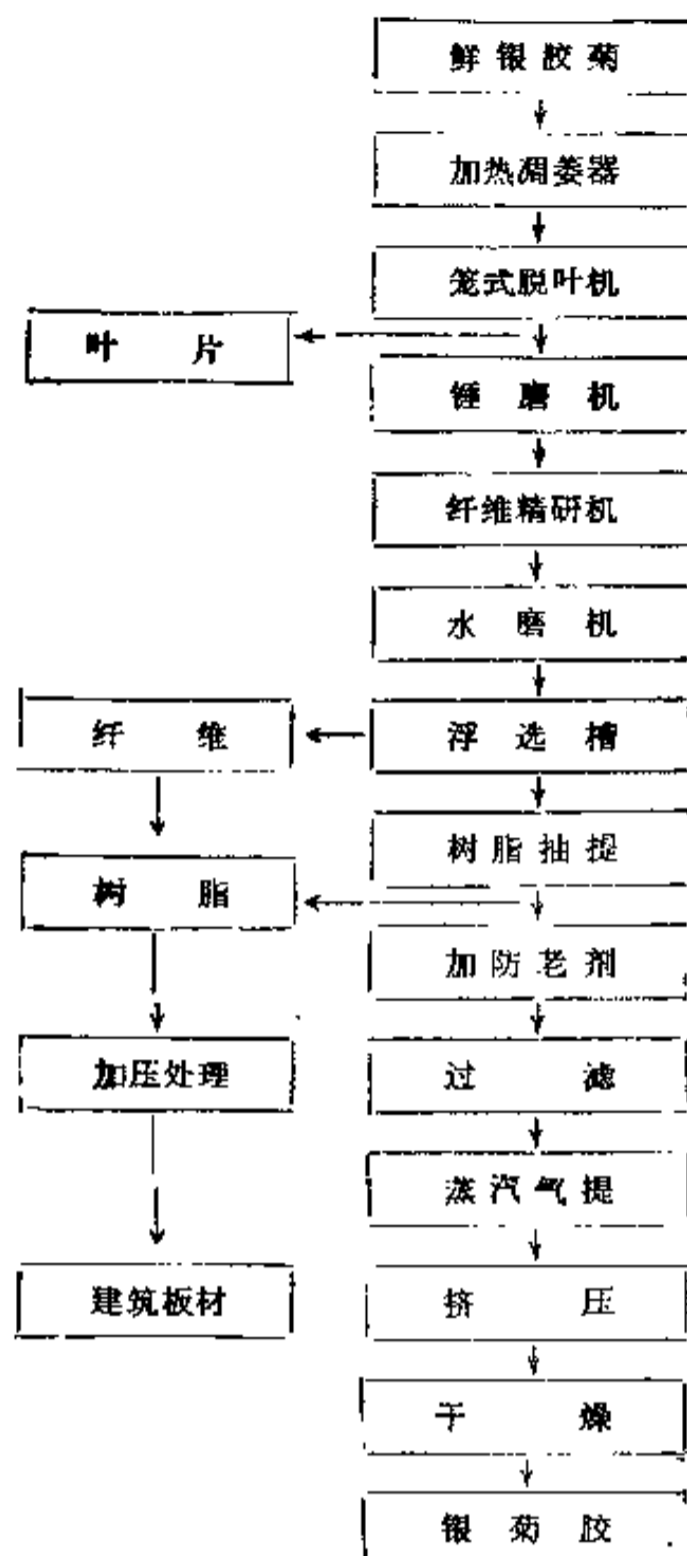 鲜银胶菊
加热凋萎器
笼式脱叶机
叶片
锤磨机
纤维精研机
水磨机
纤维
浮选槽
树脂抽提
树脂
加防老剂
加压处理
过滤
蒸汽气提
建筑板材
挤压
干燥
银菊胶